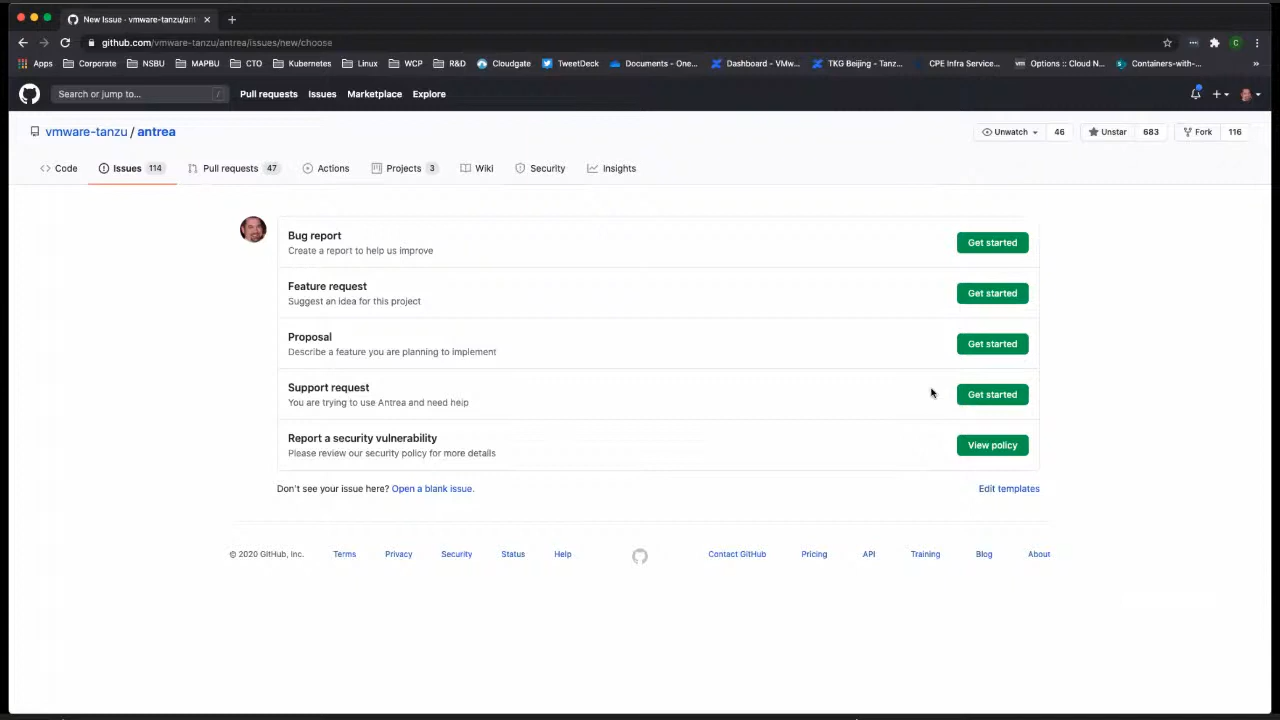 New Issue · vmware-tanzu/ant
github.com/vmware-tanzu/antrea/issues/new/choose
Apps Corporate NSBU MAPBU CTO Kubernetes Linux WCP R&D Cloudgate TweetDeck Documents - One... Dashboard - VMw... TKG Beijing - Tanz... CPE Infra Service... vm Options :: Cloud N... Containers-with-... »
Search or jump to... / Pull requests Issues Marketplace Explore
vmware-tanzu / antrea Unwatch 46 Unstar 683 Fork 116
Code Issues 114 Pull requests 47 Actions Projects 3 Wiki Security Insights
Bug report
Create a report to help us improve
Get started
Feature request
Suggest an idea for this project
Get started
Proposal
Describe a feature you are planning to implement
Get started
Support request
You are trying to use Antrea and need help
Get started
Report a security vulnerability
Please review our security policy for more details
View policy
Don't see your issue here? Open a blank issue. Edit templates
© 2020 GitHub, Inc. Terms Privacy Security Status Help Contact GitHub Pricing API Training Blog About